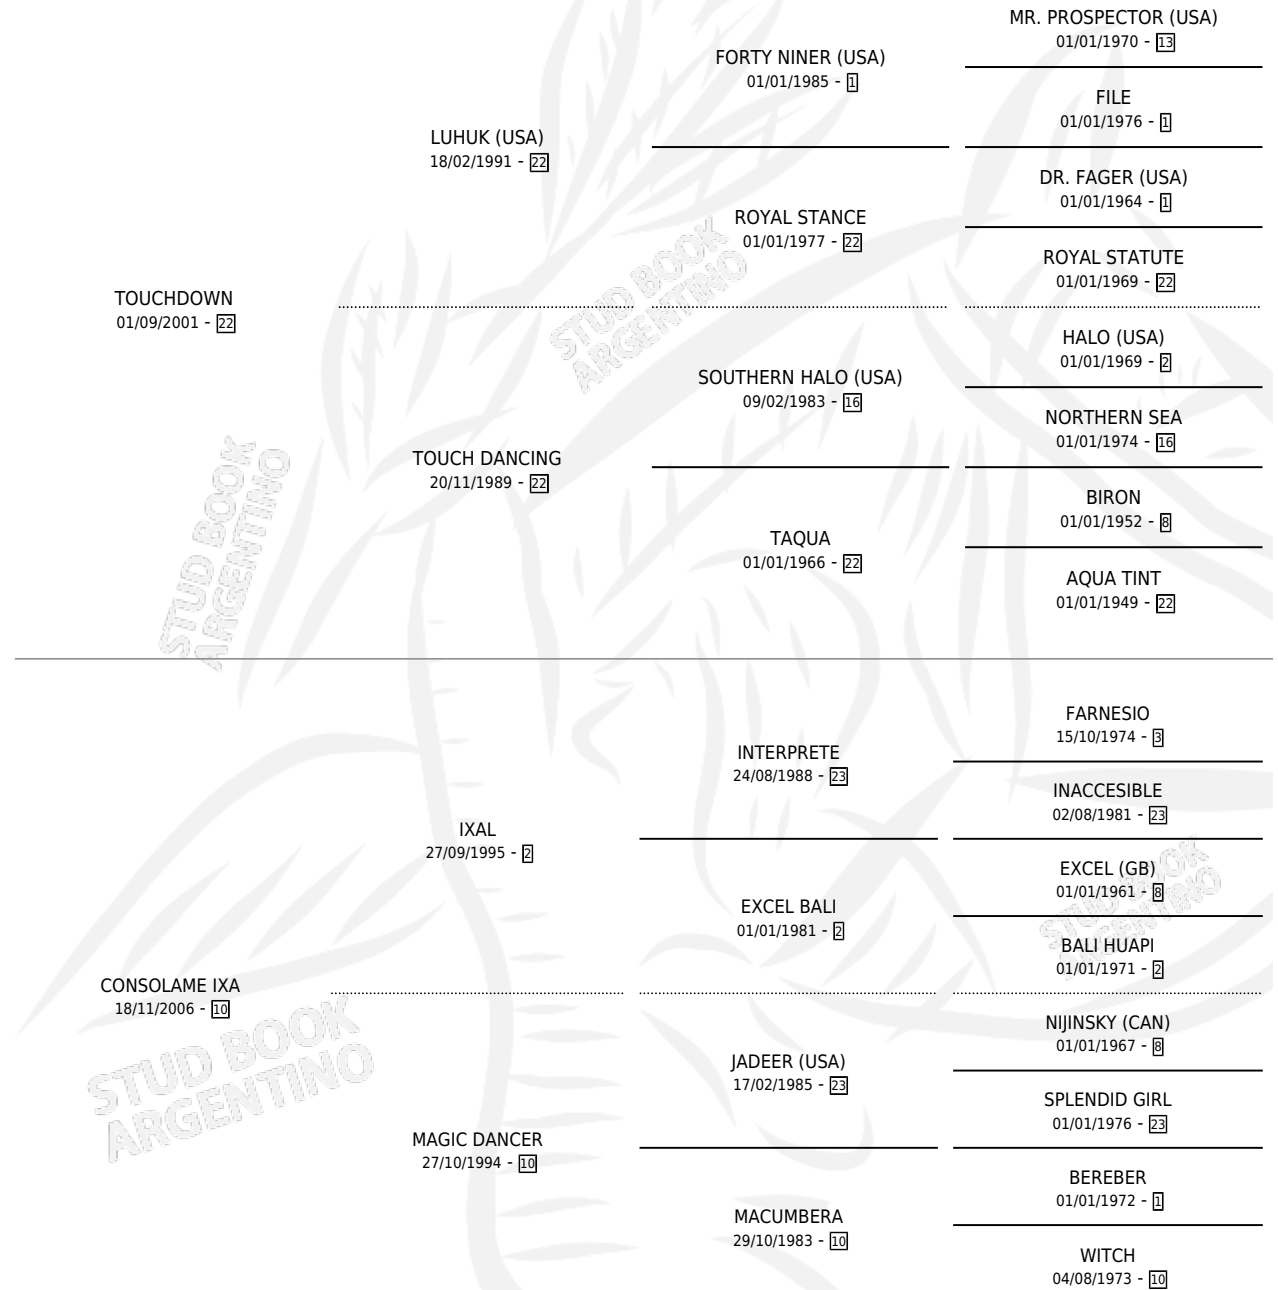 MR. PROSPECTOR (USA)
01/01/1970 - 13
FORTY NINER (USA)
01/01/1985 - 1
FILE
01/01/1976 - 1
LUHUK (USA)
18/02/1991 - 22
DR. FAGER (USA)
01/01/1964 - 1
ROYAL STANCE
01/01/1977 - 22
ROYAL STATUTE
01/01/1969 - 22
TOUCHDOWN
01/09/2001 - 22
HALO (USA)
01/01/1969 - 2
SOUTHERN HALO (USA)
09/02/1983 - 16
NORTHERN SEA
01/01/1974 - 16
TOUCH DANCING
20/11/1989 - 22
BIRON
01/01/1952 - 8
TAQUA
01/01/1966 - 22
AQUA TINT
01/01/1949 - 22
FARNESIO
15/10/1974 - 3
INTERPRETE
24/08/1988 - 23
INACCESIBLE
02/08/1981 - 23
IXAL
27/09/1995 - 2
EXCEL (GB)
01/01/1961 - 8
EXCEL BALI
01/01/1981 - 2
BALI HUAPI
01/01/1971 - 2
CONSOLAME IXA
18/11/2006 - 10
NIJINSKY (CAN)
01/01/1967 - 8
JADEER (USA)
17/02/1985 - 23
SPLENDID GIRL
01/01/1976 - 23
MAGIC DANCER
27/10/1994 - 10
BEREBER
01/01/1972 - 1
MACUMBERA
29/10/1983 - 10
WITCH
04/08/1973 - 10
STUD BOOK
ARGENTINO
STUD BOOK
ARGENTINO
STUD BOOK
ARGENTINO
STUD BOOK
ARGENTINO